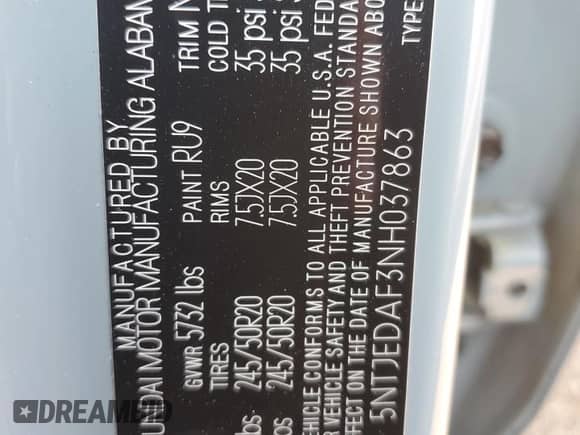 MANUFACTURED BY
UNDAI MOTOR MANUFACTURING ALABAM
GVWR 5732 lbs PAINT RU9 TRIM
TIRES RIMS COLD
245/50R20 7.5JX20 35 psi
245/50R20 7.5JX20 35 psi
VEHICLE CONFORMS TO ALL APPLICABLE U.S.A. FED
VEHICLE SAFETY AND THEFT PREVENTION STANDA
EFFECT ON THE DATE OF MANUFACTURE SHOWN ABO
5NTJEDAF3NH037863 TYPE
DREAMBID